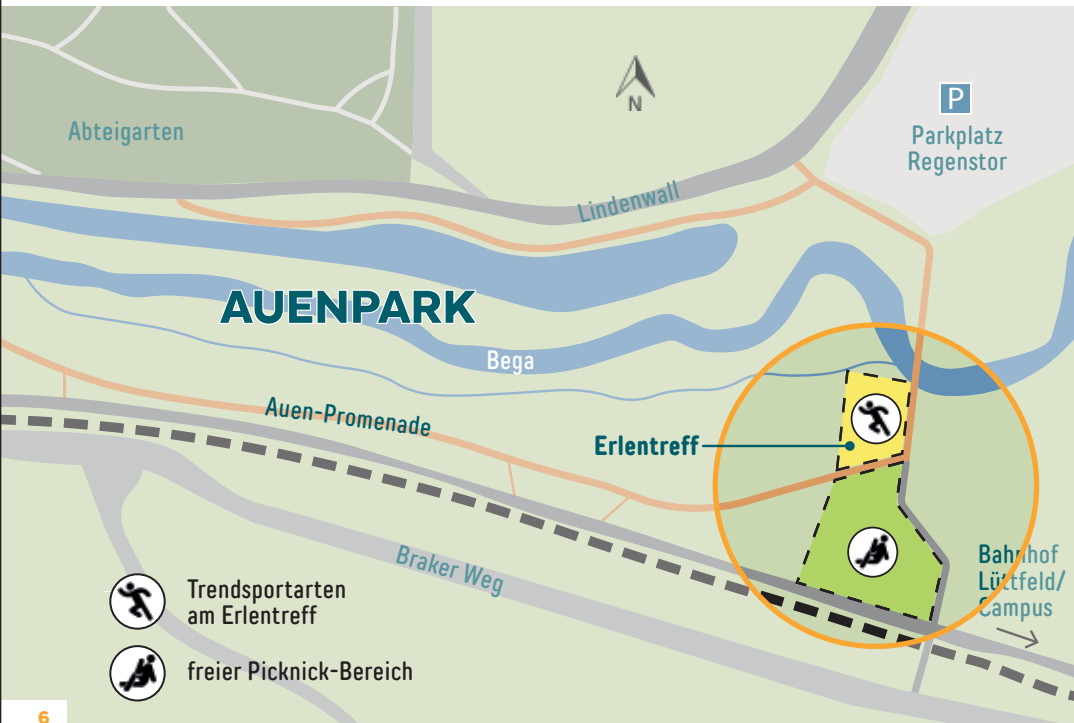 N
P
Parkplatz
Regenstor
Abteigarten
Lindenwall
AUENPARK
Bega
Auen-Promenade
Erlentreff
Braker Weg
Bahnhof
Lüttfeld/
Campus
Trendsportarten
am Erlentreff
freier Picknick-Bereich
6